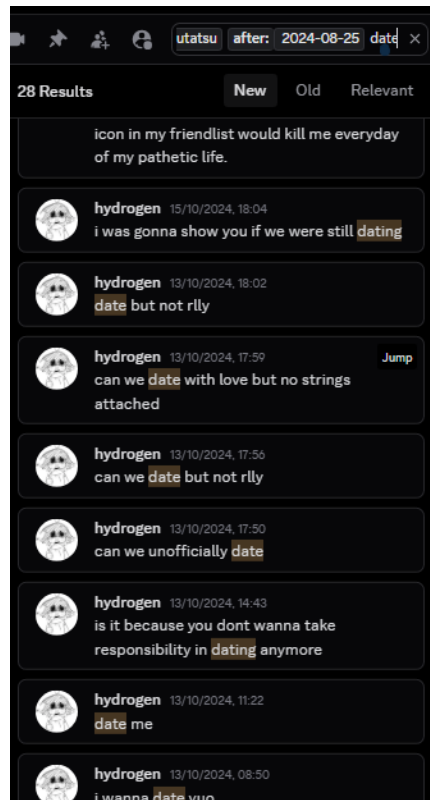 utatsu after: 2024-08-25 date
28 Results New Old Relevant
icon in my friendlist would kill me everyday
of my pathetic life.
hydrogen 15/10/2024, 18:04
i was gonna show you if we were still dating
hydrogen 13/10/2024, 18:02
date but not rlly
hydrogen 13/10/2024, 17:59 Jump
can we date with love but no strings
attached
hydrogen 13/10/2024, 17:56
can we date but not rlly
hydrogen 13/10/2024, 17:50
can we unofficially date
hydrogen 13/10/2024, 14:43
is it because you dont wanna take
responsibility in dating anymore
hydrogen 13/10/2024, 11:22
date me
hydrogen 13/10/2024, 08:50
i wanna date yuo